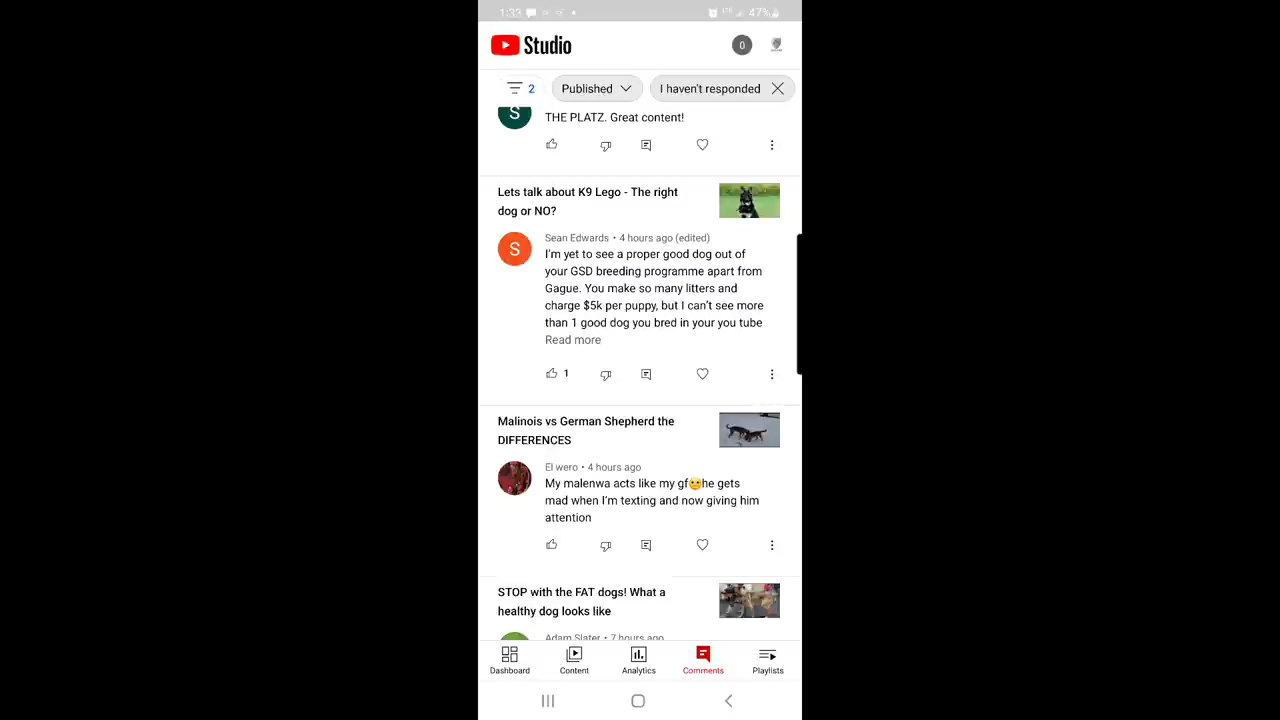 1:33
LTE
47%
Studio
0
2
Published
I haven't responded
S
THE PLATZ. Great content!
Lets talk about K9 Lego - The right
dog or NO?
S
Sean Edwards • 4 hours ago (edited)
I'm yet to see a proper good dog out of
your GSD breeding programme apart from
Gague. You make so many litters and
charge $5k per puppy, but I can't see more
than 1 good dog you bred in your you tube
Read more
1
Malinois vs German Shepherd the
DIFFERENCES
El wero • 4 hours ago
My malenwa acts like my gf😅he gets
mad when I'm texting and now giving him
attention
STOP with the FAT dogs! What a
healthy dog looks like
Adam Slater • 7 hours ago
Dashboard
Content
Analytics
Comments
Playlists